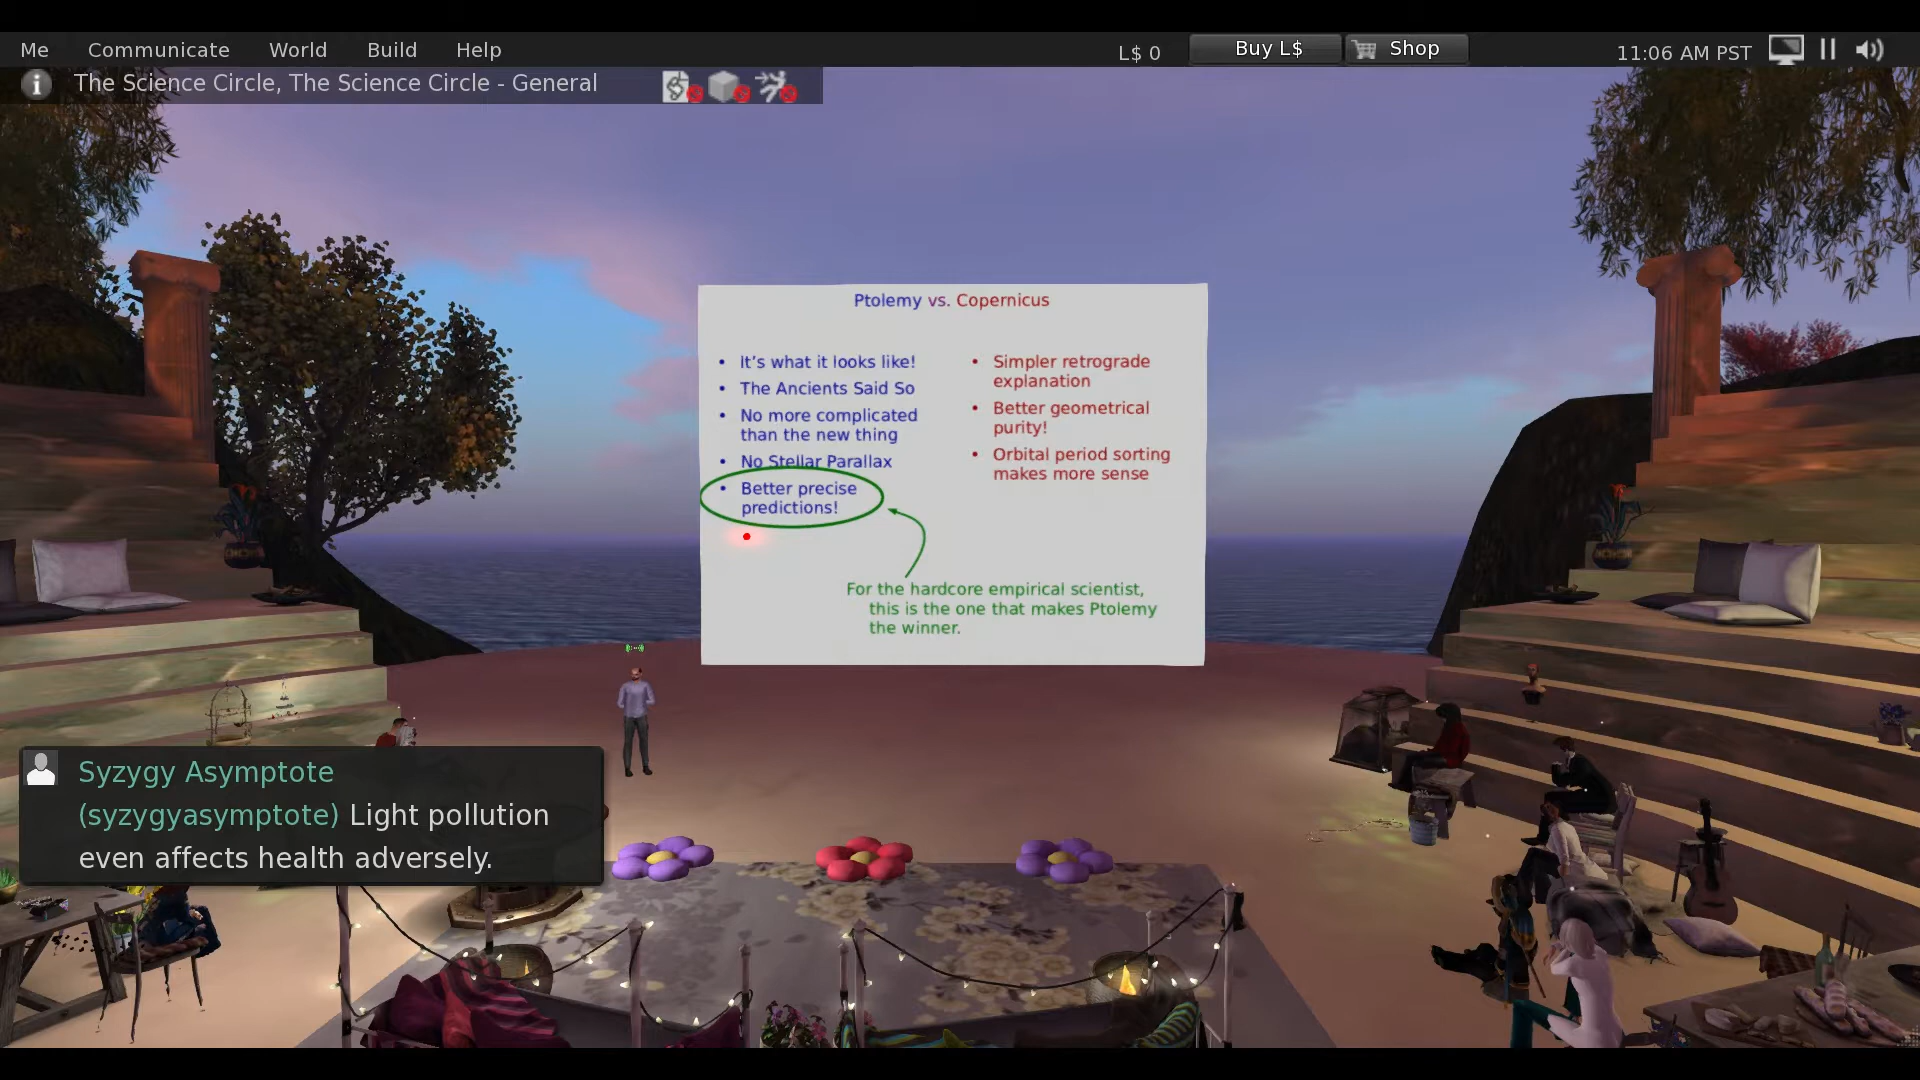 Me Communicate World Build Help L$ 0 Buy L$ Shop 11:06 AM PST
The Science Circle, The Science Circle - General
Ptolemy vs. Copernicus
• It's what it looks like!
• The Ancients Said So
• No more complicated
than the new thing
• No Stellar Parallax
• Better precise
predictions!
• Simpler retrograde
explanation
• Better geometrical
purity!
• Orbital period sorting
makes more sense
For the hardcore empirical scientist,
this is the one that makes Ptolemy
the winner.
Syzygy Asymptote
(syzygyasymptote) Light pollution
even affects health adversely.